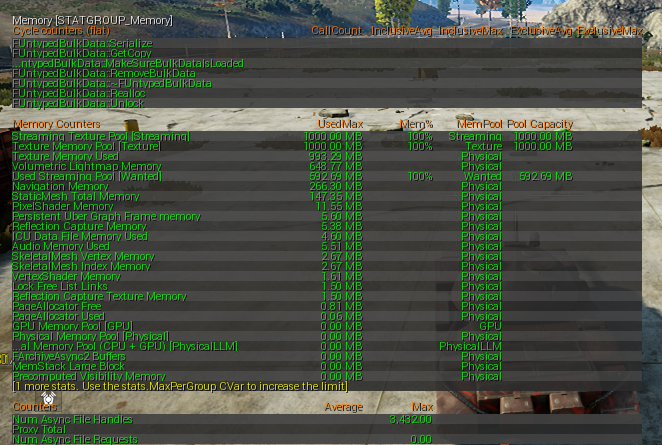 Memory [STATGROUP_Memory]
Cycle counters (flat) CallCount InclusiveAvg InclusiveMax ExclusiveAvg ExclusiveMax
FUntypedBulkData::Serialize
FUntypedBulkData::GetCopy
...ntypedBulkData::MakeSureBulkDataIsLoaded
FUntypedBulkData::RemoveBulkData
FUntypedBulkData::~FUntypedBulkData
FUntypedBulkData::Realloc
FUntypedBulkData::Unlock
Memory Counters UsedMax Mem% MemPool Pool Capacity
Streaming Texture Pool [Streaming] 1000.00 MB 100% Streaming 1000.00 MB
Texture Memory Pool [Texture] 1000.00 MB 100% Texture 1000.00 MB
Texture Memory Used 993.29 MB Physical
Volumetric Lightmap Memory 648.77 MB Physical
Used Streaming Pool [Wanted] 592.69 MB 100% Wanted 592.69 MB
Navigation Memory 266.30 MB Physical
StaticMesh Total Memory 147.35 MB Physical
PixelShader Memory 11.55 MB Physical
Persistent Uber Graph Frame memory 5.60 MB Physical
Reflection Capture Memory 5.38 MB Physical
ICU Data File Memory Used 4.60 MB Physical
Audio Memory Used 5.51 MB Physical
SkeletalMesh Vertex Memory 2.67 MB Physical
SkeletalMesh Index Memory 2.67 MB Physical
VertexShader Memory 1.61 MB Physical
Lock Free List Links 1.50 MB Physical
Reflection Capture Texture Memory 1.50 MB Physical
PageAllocator Free 0.81 MB Physical
PageAllocator Used 0.06 MB Physical
GPU Memory Pool [GPU] 0.00 MB GPU
Physical Memory Pool [Physical] 0.00 MB Physical
...al Memory Pool (CPU + GPU) [PhysicalLLM] 0.00 MB PhysicalLLM
FArchiveAsync2 Buffers 0.00 MB Physical
MemStack Large Block 0.00 MB Physical
Precomputed Visibility Memory 0.00 MB Physical
[1 more stats. Use the stats.MaxPerGroup CVar to increase the limit]
Counters Average Max
Num Async File Handles 3,432.00
Proxy Total
Num Async File Requests 0.00